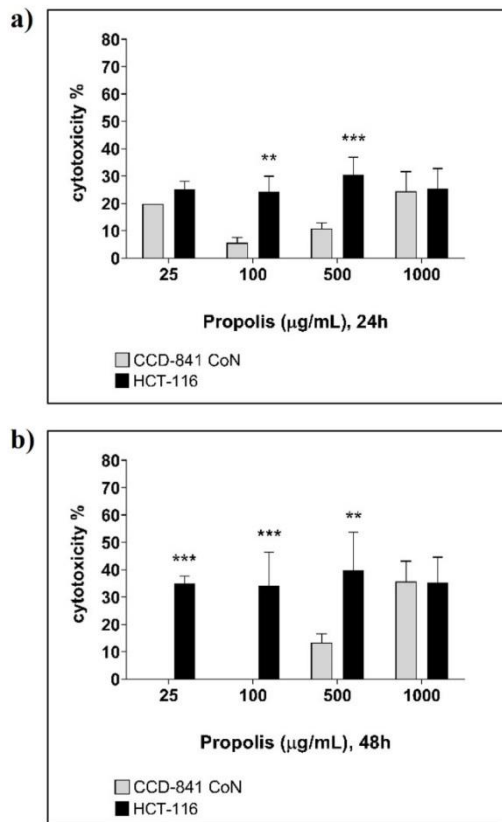 a)
cytotoxicity %
80
70
60
50
40
30
20
10
0
** ***
25 100 500 1000
Propolis (μg/mL), 24h
CCD-841 CoN
HCT-116
b)
cytotoxicity %
80
70
60
50
40
30
20
10
0
*** *** **
25 100 500 1000
Propolis (μg/mL), 48h
CCD-841 CoN
HCT-116